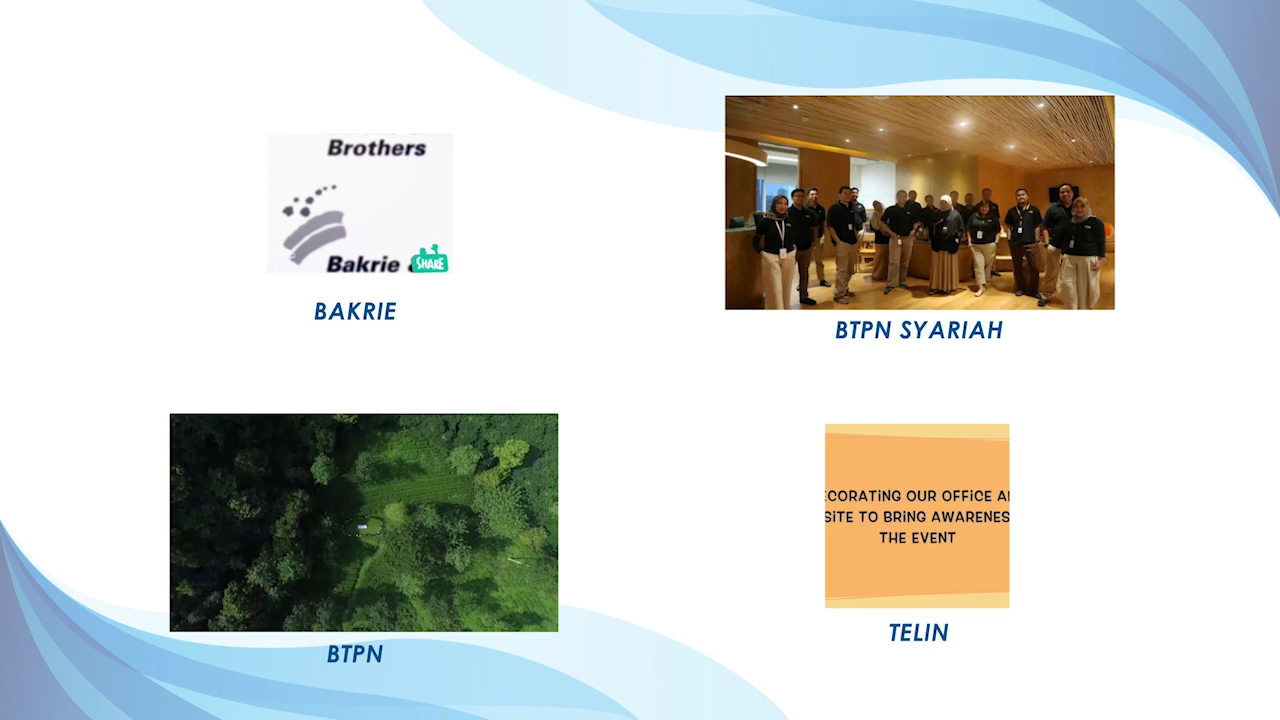 Brothers
Bakrie
SHARE
BAKRIE
BTPN SYARIAH
BTPN
ECORATING OUR OFFICE A
SITE TO BRING AWARENES
THE EVENT
TELIN